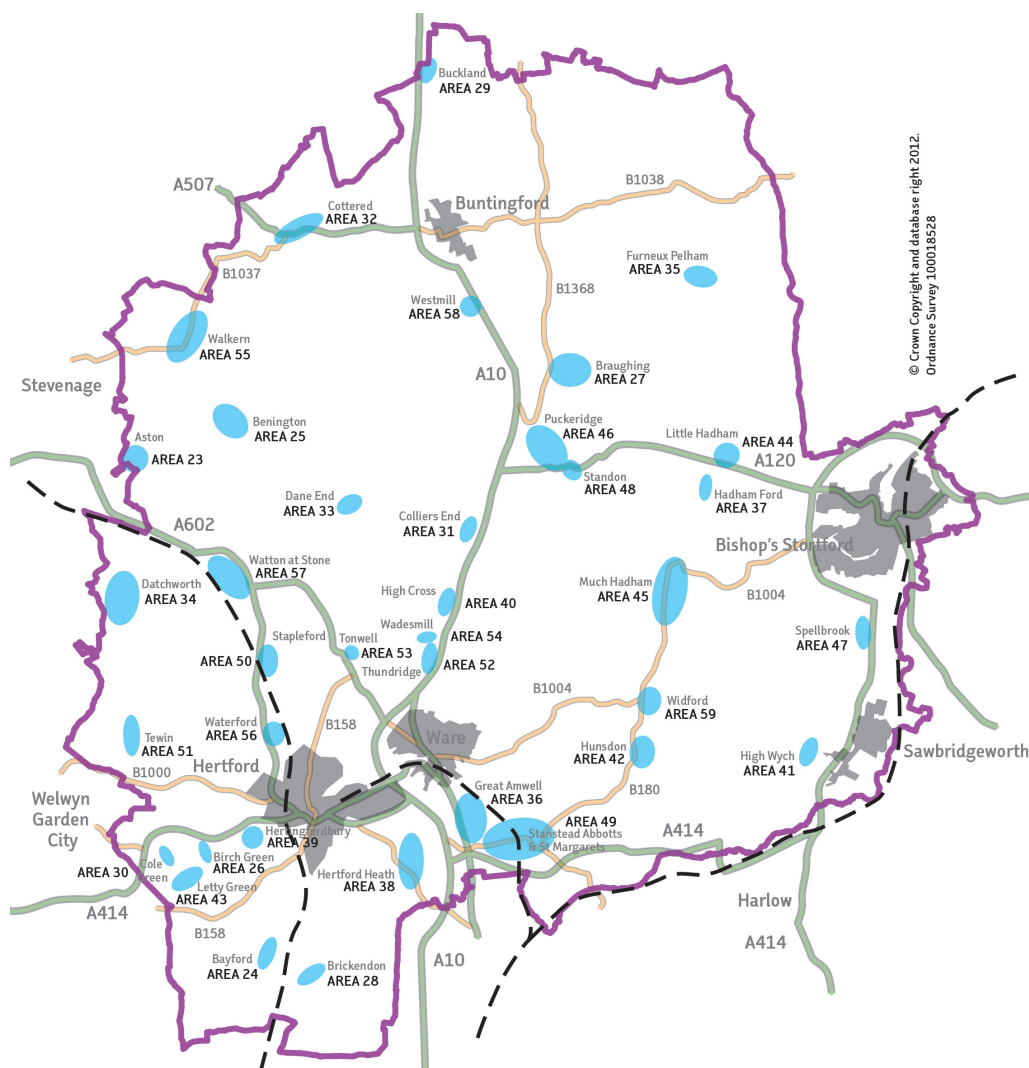 Buckland
AREA 29
A507
Cottered
AREA 32
Buntingford
B1038
© Crown Copyright and database right 2012.
Ordnance Survey 100018528
B1037
Furneux Pelham
AREA 35
B1368
Westmill
AREA 58
Walkern
AREA 55
Stevenage
A10
Braughing
AREA 27
Benington
AREA 25
Puckeridge
AREA 46
Aston
AREA 23
Little Hadham
AREA 44
A120
Standon
AREA 48
Dane End
AREA 33
Hadham Ford
AREA 37
Colliers End
AREA 31
A602
Bishop's Stortford
Watton at Stone
AREA 57
Datchworth
AREA 34
Much Hadham
AREA 45
B1004
High Cross
AREA 40
Wadesmill
AREA 54
Spellbrook
AREA 47
Stapleford
AREA 50
Tonwell
AREA 53
Thundridge
AREA 52
B1004
Widford
AREA 59
B158
Waterford
AREA 56
Tewin
AREA 51
Ware
Hunsdon
AREA 42
High Wych
AREA 41
Sawbridgeworth
B1000
Hertford
B180
Great Amwell
AREA 36
Welwyn
Garden
City
AREA 49
Stanstead Abbotts
& St Margarets
A414
Hertingfordbury
AREA 39
Birch Green
AREA 26
Cole
Green
AREA 30
Letty Green
AREA 43
Hertford Heath
AREA 38
A414
B158
Harlow
A414
Bayford
AREA 24
Brickendon
AREA 28
A10